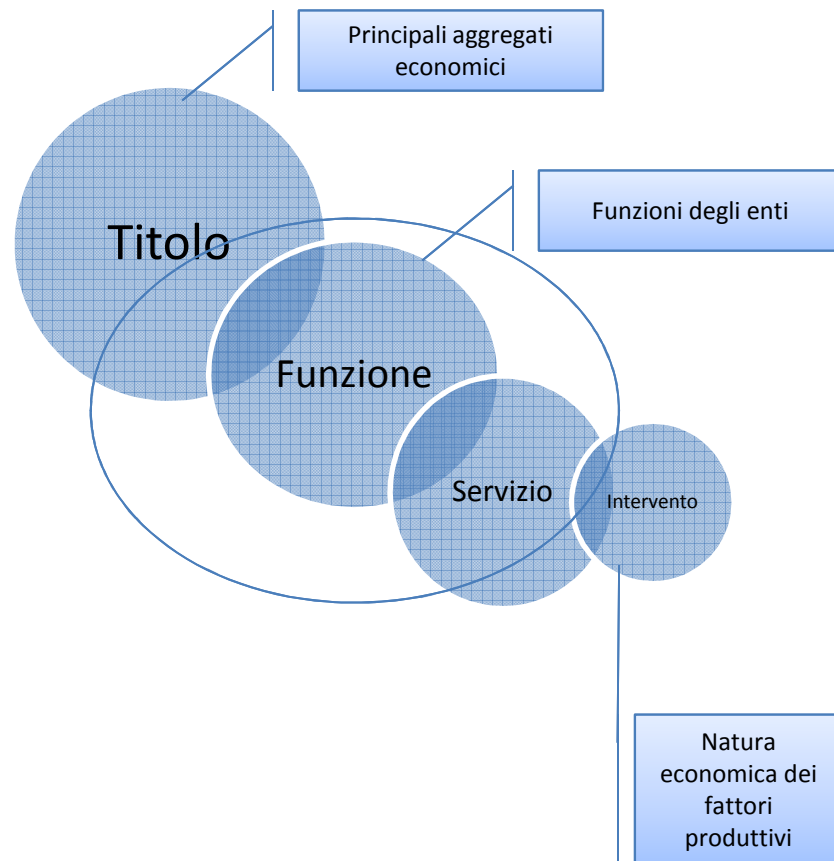 Principali aggregati
economici
Funzioni degli enti
Titolo
Funzione
Servizio
Intervento
Natura
economica dei
fattori
produttivi